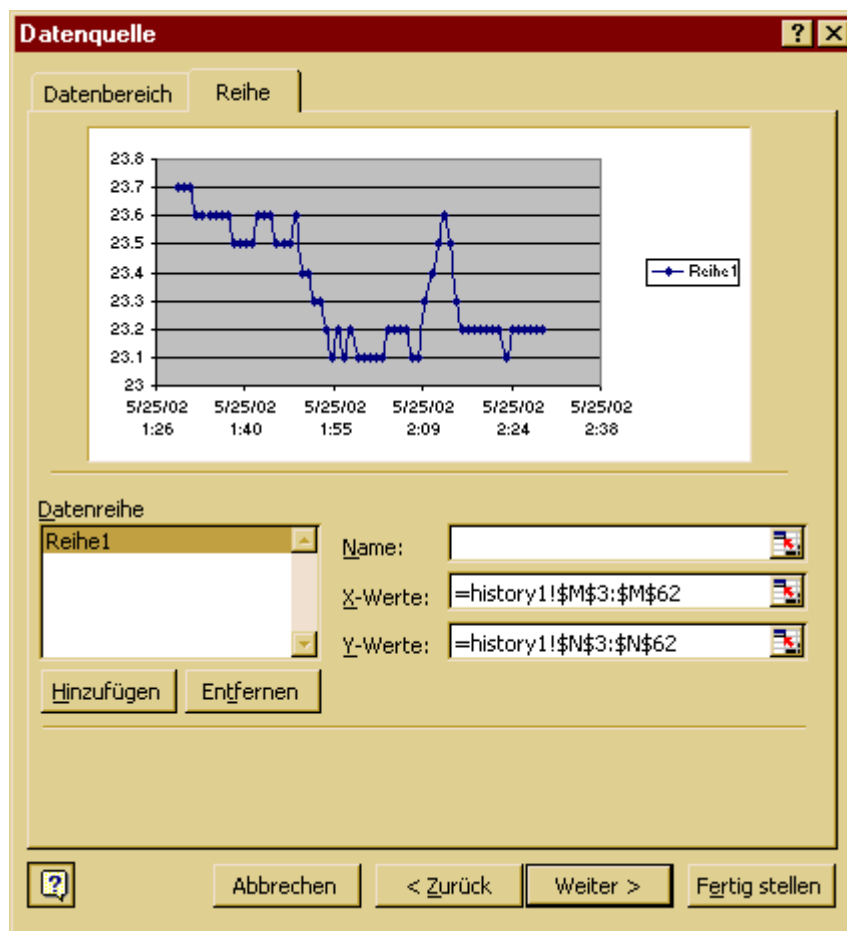 Datenquelle
Datenbereich Reihe
23.8
23.7
23.6
23.5
23.4
23.3
23.2
23.1
23
5/25/02 5/25/02 5/25/02 5/25/02 5/25/02 5/25/02
1:26 1:40 1:55 2:09 2:24 2:38
Reihe1
Datenreihe
Reihe1
Name:
X-Werte: =history1!$M$3:$M$62
Y-Werte: =history1!$N$3:$N$62
Hinzufügen Entfernen
Abbrechen < Zurück Weiter > Fertig stellen